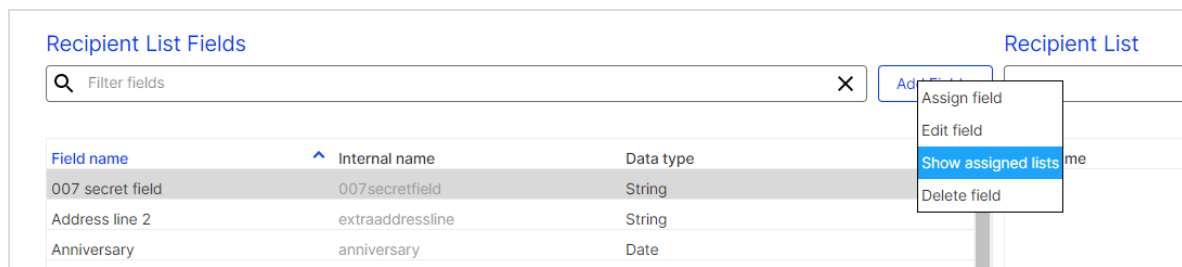 Recipient List Fields
Recipient List
Filter fields
Assign field
Edit field
Show assigned lists
Delete field
Field name
Internal name
Data type
007 secret field
007secretfield
String
Address line 2
extraaddressline
String
Anniversary
anniversary
Date